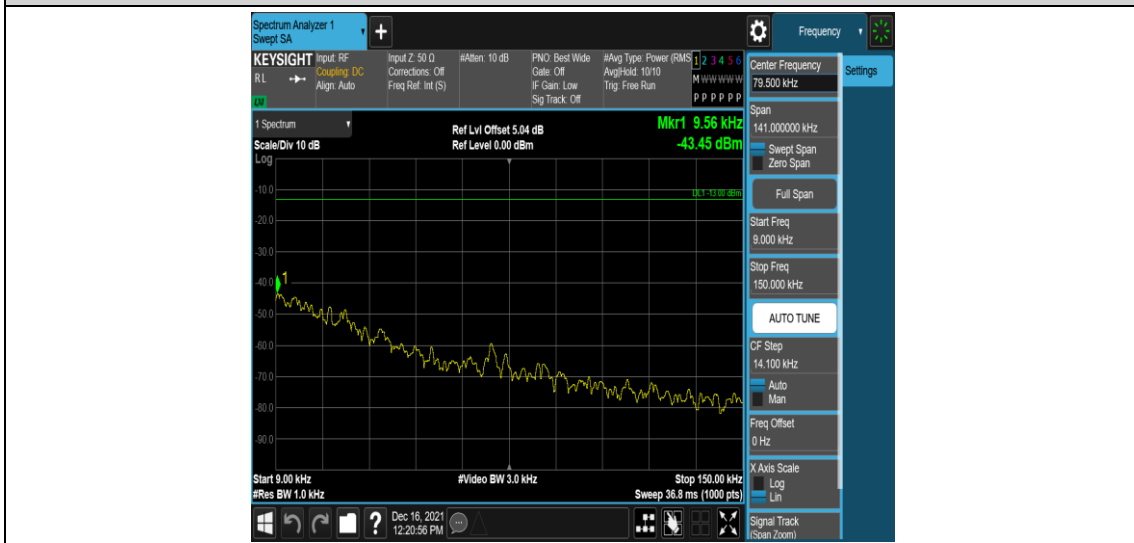 Spectrum Analyzer 1
Swept SA
+
Frequency
KEYSIGHT
RL
LXI
Input: RF
Coupling: DC
Align: Auto
Input Z: 50 Ω
Corrections: Off
Freq Ref: Int (S)
#Atten: 10 dB
PNO: Best Wide
Gate: Off
IF Gain: Low
Sig Track: Off
#Avg Type: Power (RMS
Avg|Hold: 10/10
Trig: Free Run
1 2 3 4 5 6
M W W W W W
P P P P P P
1 Spectrum
Scale/Div 10 dB
Ref Lvl Offset 5.04 dB
Ref Level 0.00 dBm
Mkr1 9.56 kHz
-43.45 dBm
Log
DL1 -13.00 dBm
-10.0
-20.0
-30.0
-40.0
1
-50.0
-60.0
-70.0
-80.0
-90.0
Start 9.00 kHz
#Res BW 1.0 kHz
#Video BW 3.0 kHz
Stop 150.00 kHz
Sweep 36.8 ms (1000 pts)
?
Dec 16, 2021
12:20:56 PM
Center Frequency
79.500 kHz
Settings
Span
141.000000 kHz
Swept Span
Zero Span
Full Span
Start Freq
9.000 kHz
Stop Freq
150.000 kHz
AUTO TUNE
CF Step
14.100 kHz
Auto
Man
Freq Offset
0 Hz
X Axis Scale
Log
Lin
Signal Track
(Span Zoom)